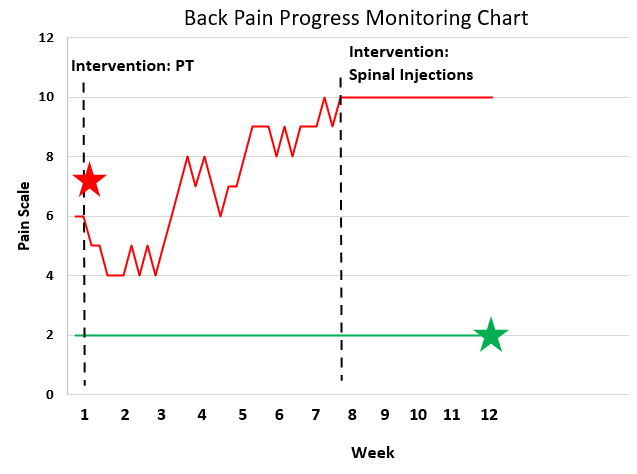 Back Pain Progress Monitoring Chart
12
Intervention: PT
Intervention:
Spinal Injections
10
8
6
4
2
0
Pain Scale
1 2 3 4 5 6 7 8 9 10 11 12
Week